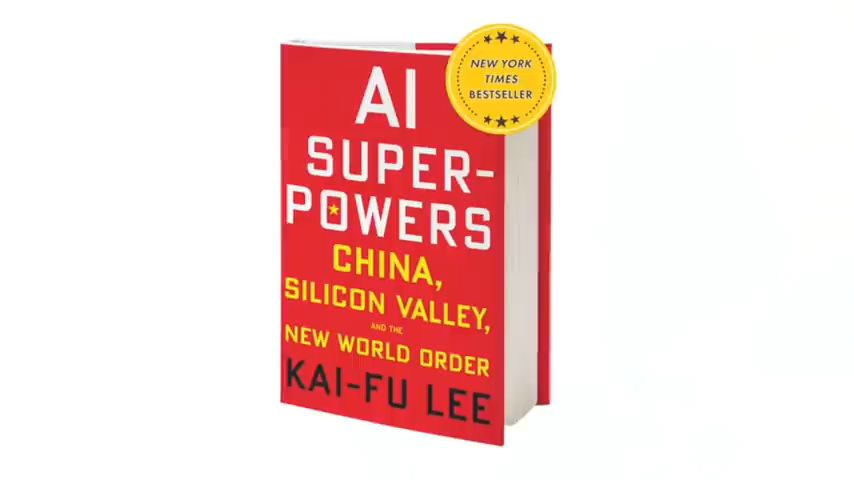 NEW YORK
TIMES
BESTSELLER
AI
SUPER-
POWERS
CHINA,
SILICON VALLEY,
AND THE
NEW WORLD ORDER
KAI-FU LEE